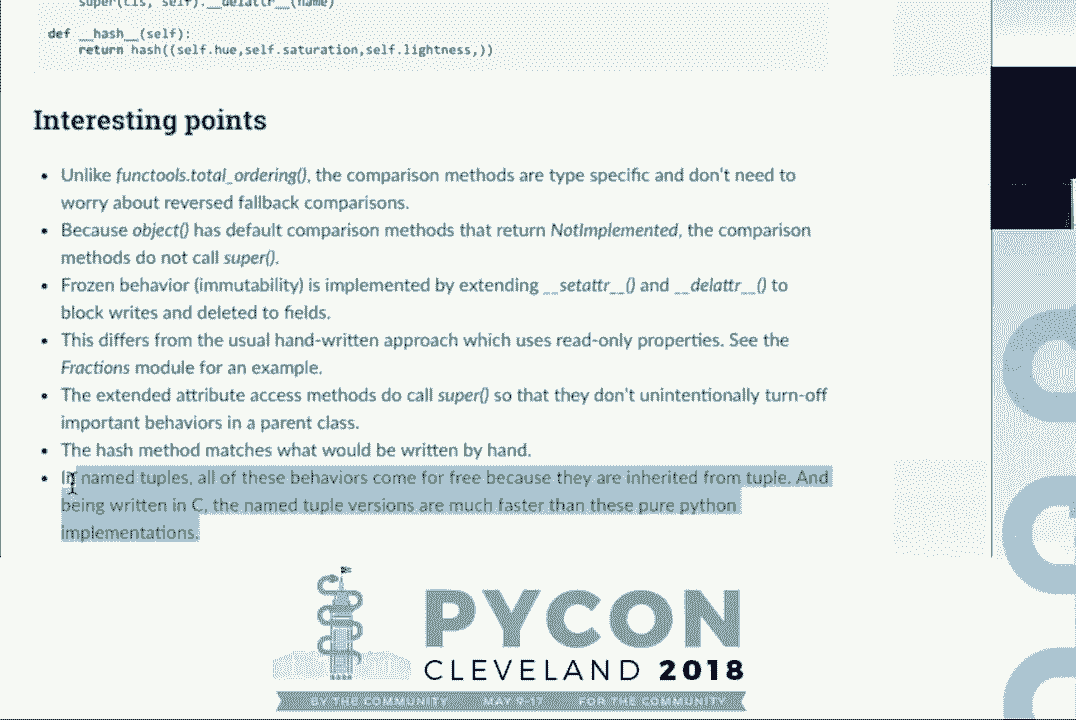 super(cls, self).__delattr__(name)
def __hash__(self):
return hash((self.hue,self.saturation,self.lightness,))
Interesting points
• Unlike functools.total_ordering(), the comparison methods are type specific and don't need to
worry about reversed fallback comparisons.
• Because object() has default comparison methods that return NotImplemented, the comparison
methods do not call super().
• Frozen behavior (immutability) is implemented by extending __setattr__() and __delattr__() to
block writes and deleted to fields.
• This differs from the usual hand-written approach which uses read-only properties. See the
Fractions module for an example.
• The extended attribute access methods do call super() so that they don't unintentionally turn-off
important behaviors in a parent class.
• The hash method matches what would be written by hand.
• In named tuples, all of these behaviors come for free because they are inherited from tuple. And
being written in C, the named tuple versions are much faster than these pure python
implementations.
PYCON
CLEVELAND 2018
BY THE COMMUNITY MAY 9-17 FOR THE COMMUNITY